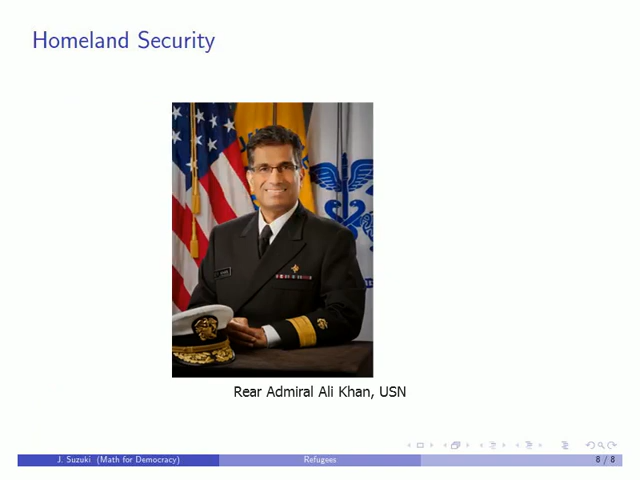 Homeland Security
Rear Admiral Ali Khan, USN
J. Suzuki (Math for Democracy)
Refugees
8 / 8